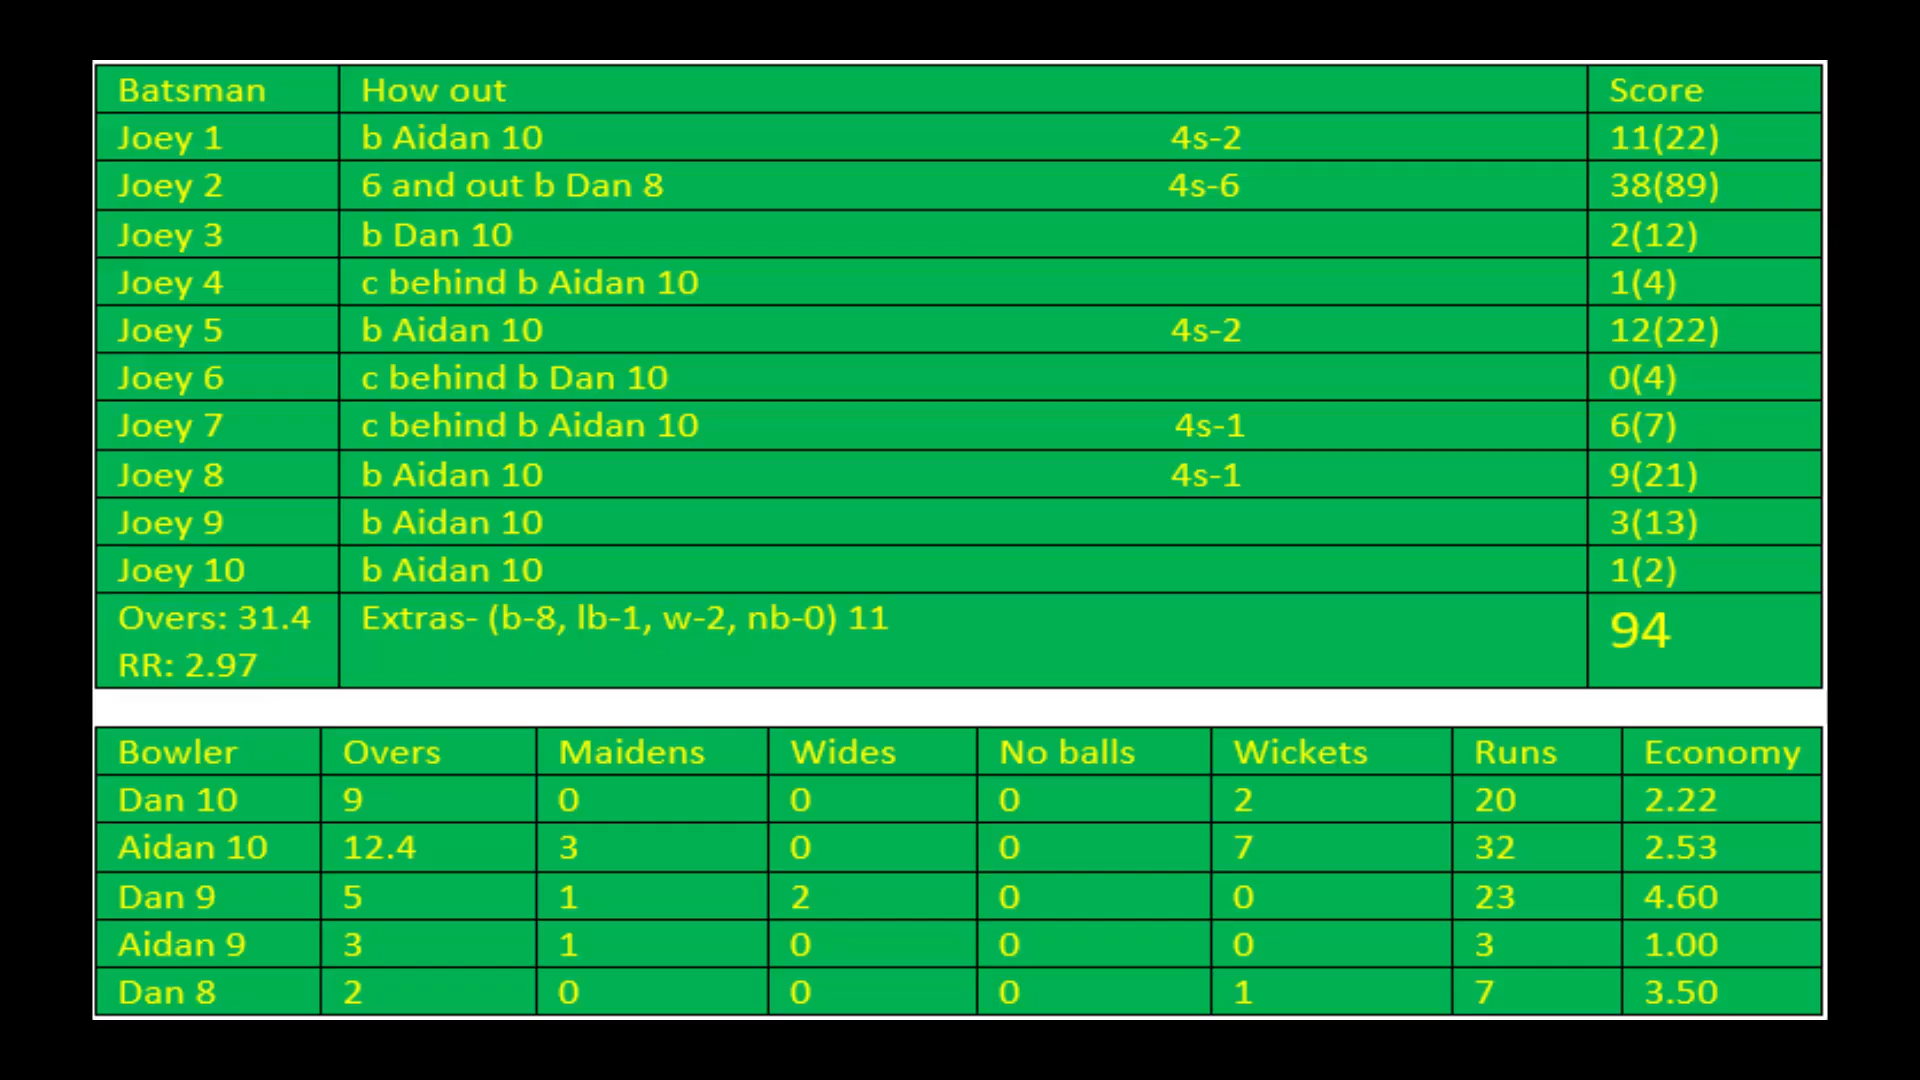 Batsman How out Score
Joey 1 b Aidan 10 4s-2 11(22)
Joey 2 6 and out b Dan 8 4s-6 38(89)
Joey 3 b Dan 10 2(12)
Joey 4 c behind b Aidan 10 1(4)
Joey 5 b Aidan 10 4s-2 12(22)
Joey 6 c behind b Dan 10 0(4)
Joey 7 c behind b Aidan 10 4s-1 6(7)
Joey 8 b Aidan 10 4s-1 9(21)
Joey 9 b Aidan 10 3(13)
Joey 10 b Aidan 10 1(2)
Overs: 31.4 Extras- (b-8, lb-1, w-2, nb-0) 11 94
RR: 2.97
Bowler Overs Maidens Wides No balls Wickets Runs Economy
Dan 10 9 0 0 0 2 20 2.22
Aidan 10 12.4 3 0 0 7 32 2.53
Dan 9 5 1 2 0 0 23 4.60
Aidan 9 3 1 0 0 0 3 1.00
Dan 8 2 0 0 0 1 7 3.50